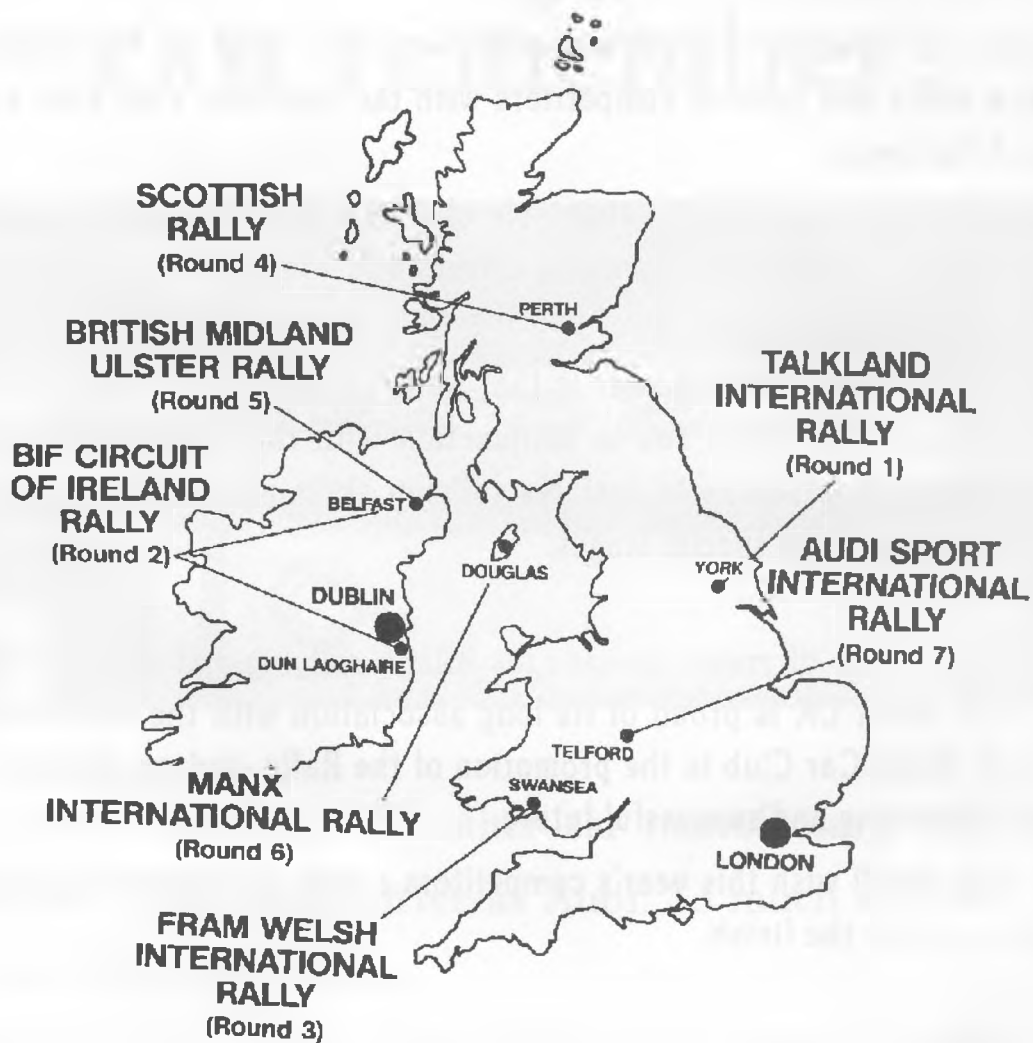 SCOTTISH
RALLY
(Round 4)
PERTH
BRITISH MIDLAND
ULSTER RALLY
(Round 5)
TALKLAND
INTERNATIONAL
RALLY
(Round 1)
BIF CIRCUIT
OF IRELAND
RALLY
(Round 2)
BELFAST
DOUGLAS
YORK
AUDI SPORT
INTERNATIONAL
RALLY
(Round 7)
DUBLIN
DUN LAOGHAIRE
TELFORD
SWANSEA
MANX
INTERNATIONAL RALLY
(Round 6)
LONDON
FRAM WELSH
INTERNATIONAL
RALLY
(Round 3)